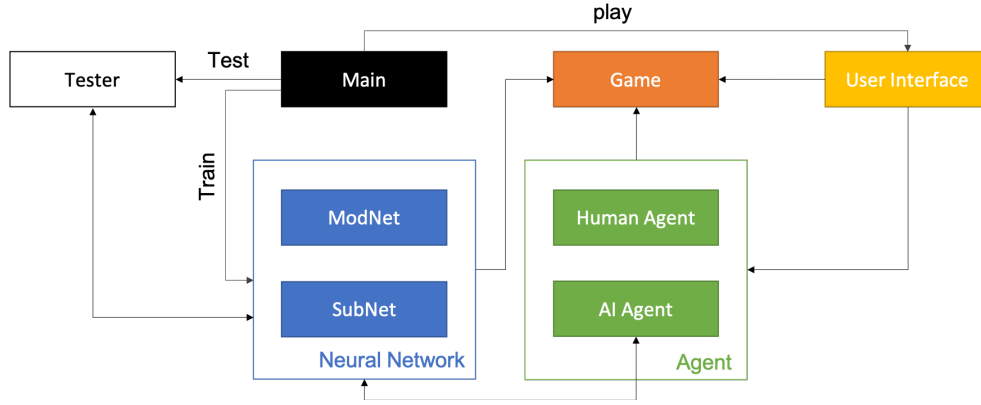 play
Test
Tester
Main
Game
User Interface
Train
ModNet
Human Agent
SubNet
AI Agent
Neural Network
Agent